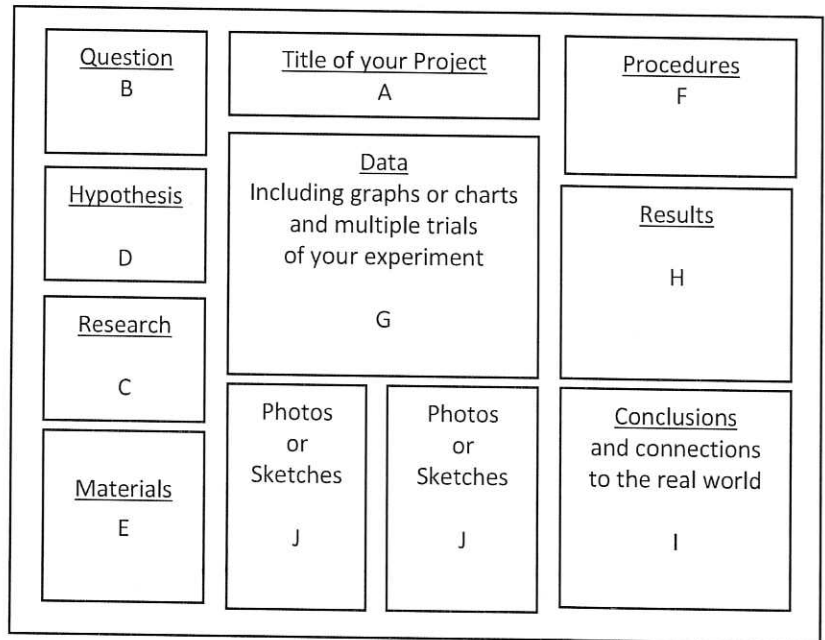 Question
B
Hypothesis
D
Research
C
Materials
E
Title of your Project
A
Data
Including graphs or charts
and multiple trials
of your experiment
G
Photos
or
Sketches
J
Photos
or
Sketches
J
Procedures
F
Results
H
Conclusions
and connections
to the real world
I